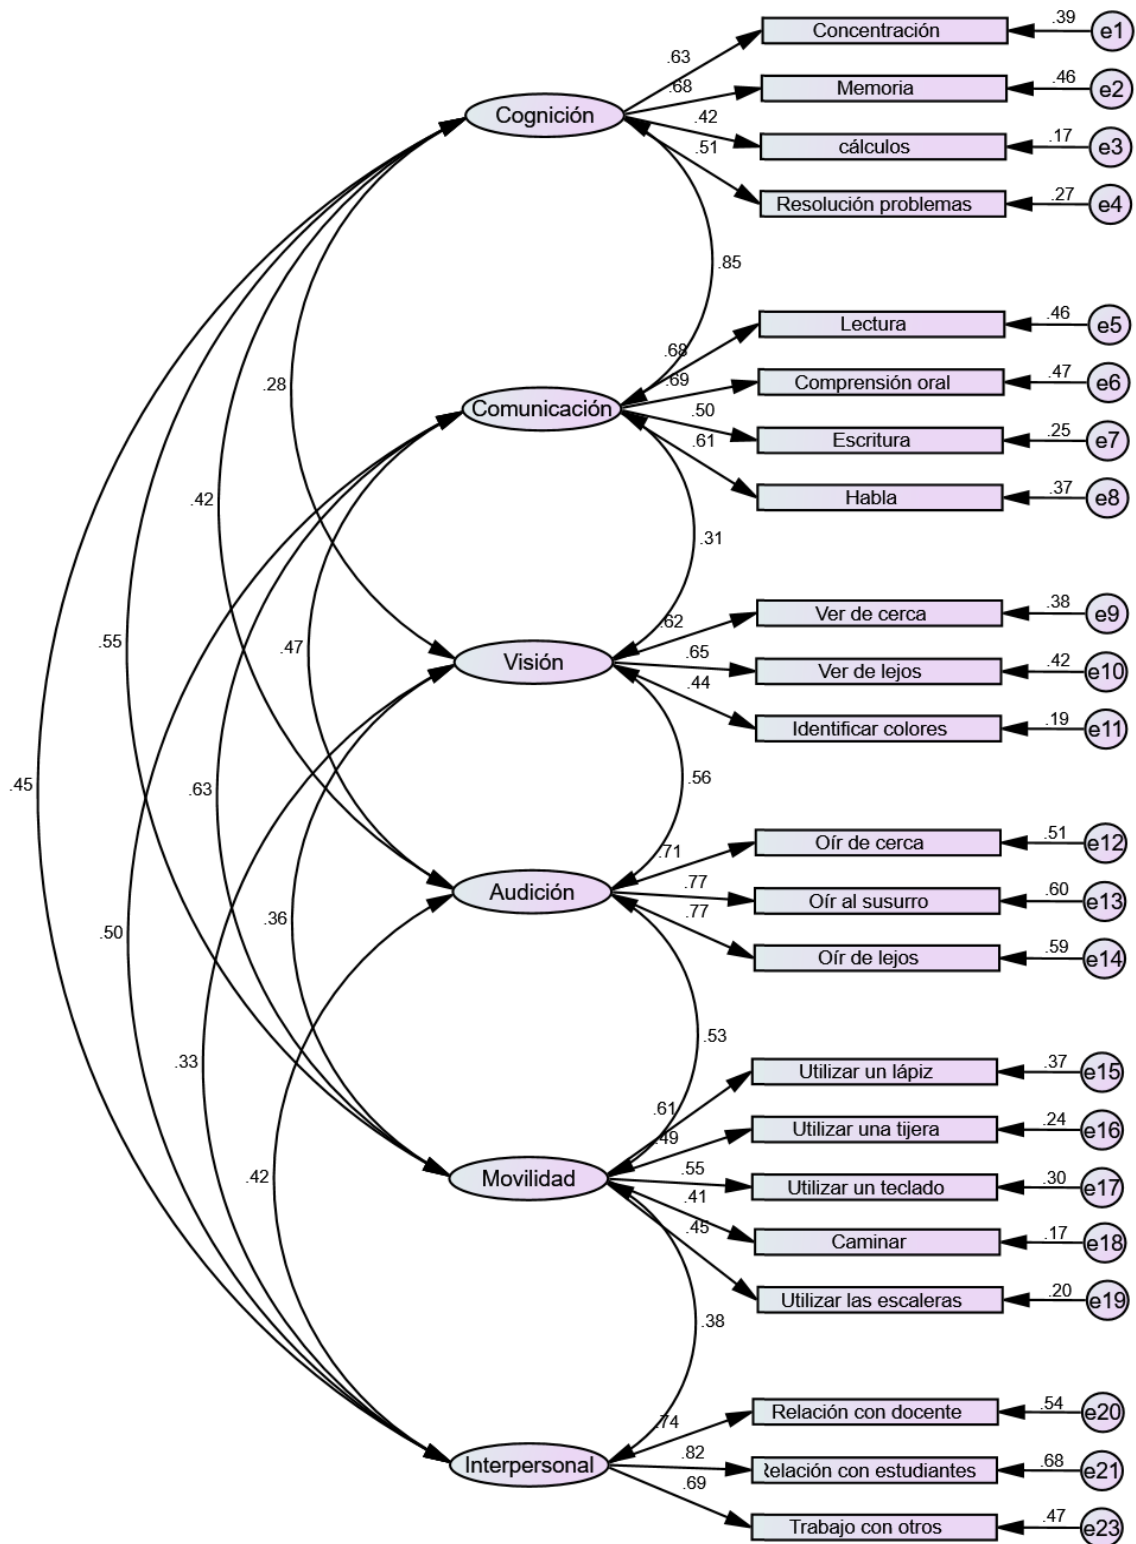 .39
Concentración
e1
.63
.68
.46
Memoria
e2
Cognición
.42
.17
cálculos
e3
.51
.27
Resolución problemas
e4
.85
.46
Lectura
e5
.68
.69
.47
Comprensión oral
e6
.28
Comunicación
.50
.25
Escritura
e7
.61
.37
Habla
e8
.42
.31
.38
Ver de cerca
e9
.62
.55
.47
Visión
.65
.42
Ver de lejos
e10
.44
.19
Identificar colores
e11
.45
.63
.56
.51
Oír de cerca
e12
.71
Audición
.77
.60
Oír al susurro
e13
.77
.59
Oír de lejos
e14
.50
.36
.53
.33
.37
Utilizar un lápiz
e15
.61
.49
.24
Utilizar una tijera
e16
.42
Movilidad
.55
.30
Utilizar un teclado
e17
.41
.45
.17
Caminar
e18
.20
Utilizar las escaleras
e19
.38
.54
Relación con docente
e20
.74
Interpersonal
.82
.68
Relación con estudiantes
e21
.69
.47
Trabajo con otros
e23